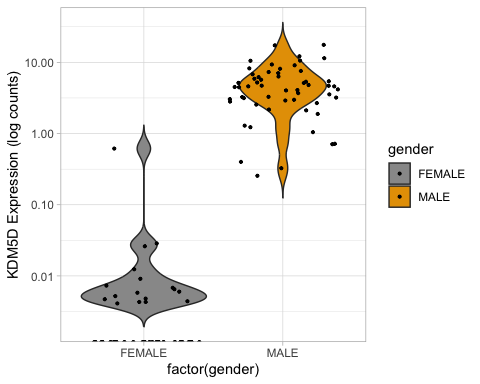 KDM5D Expression (log counts)
10.00
1.00
0.10
0.01
FEMALE
MALE
factor(gender)
gender
FEMALE
MALE